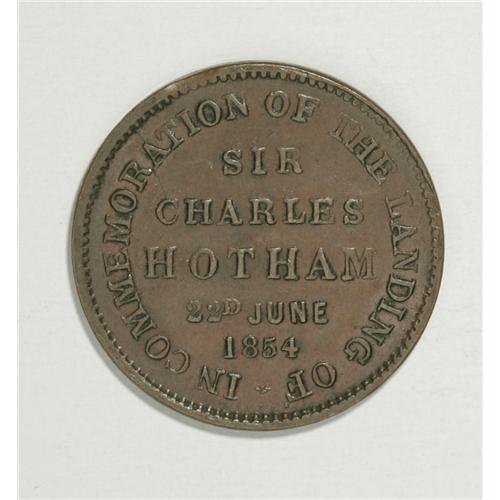 IN COMMEMORATION OF THE LANDING OF
SIR
CHARLES
HOTHAM
22D JUNE
1854